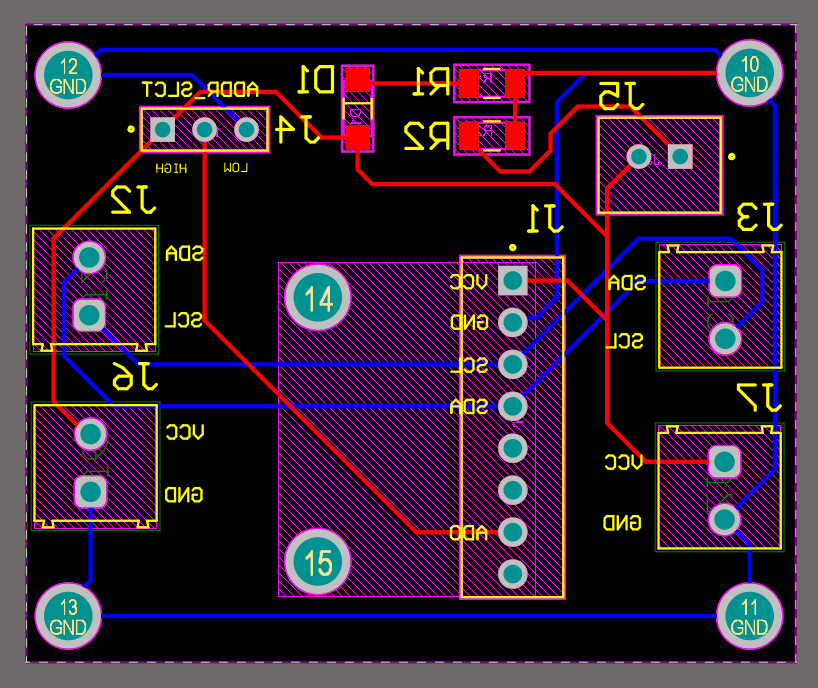 12
GND
10
GND
ADDR_SLCT
D1
R1
R2
J5
J4
HIGH
LOW
J2
J1
J3
SDA
SCL
14
VCC
GND
SCL
SDA
ADO
SDA
SCL
J6
J7
VCC
GND
VCC
GND
15
13
GND
11
GND